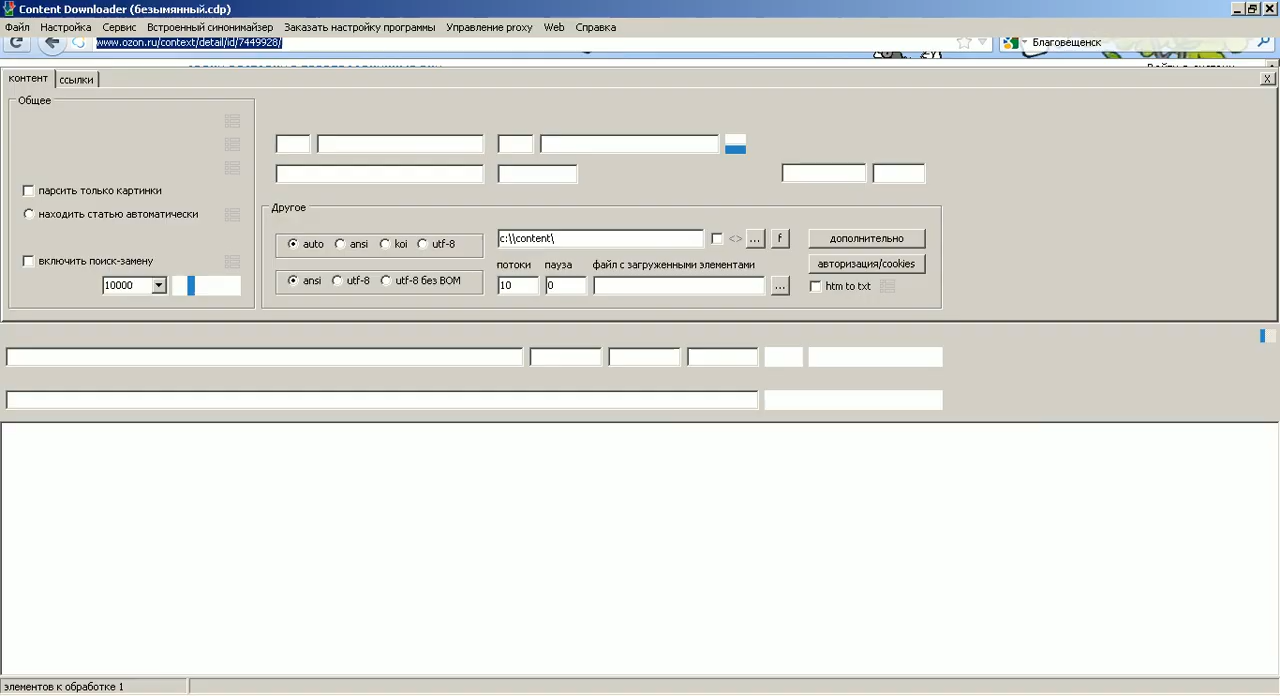 Content Downloader (безымянный.cdp)
Файл Настройка Сервис Встроенный синонимайзер Заказать настройку программы Управление proxy Web Справка
www.ozon.ru/context/detail/id/7449928/
Благовещенск
контент ссылки
Общее
парсить только картинки
находить статью автоматически
Другое
auto ansi koi utf-8
c:\\content\
<> ... f
дополнительно
включить поиск-замену
потоки пауза файл с загруженными элементами
авторизация/cookies
10000
ansi utf-8 utf-8 без BOM
10 0
...
htm to txt
элементов к обработке 1